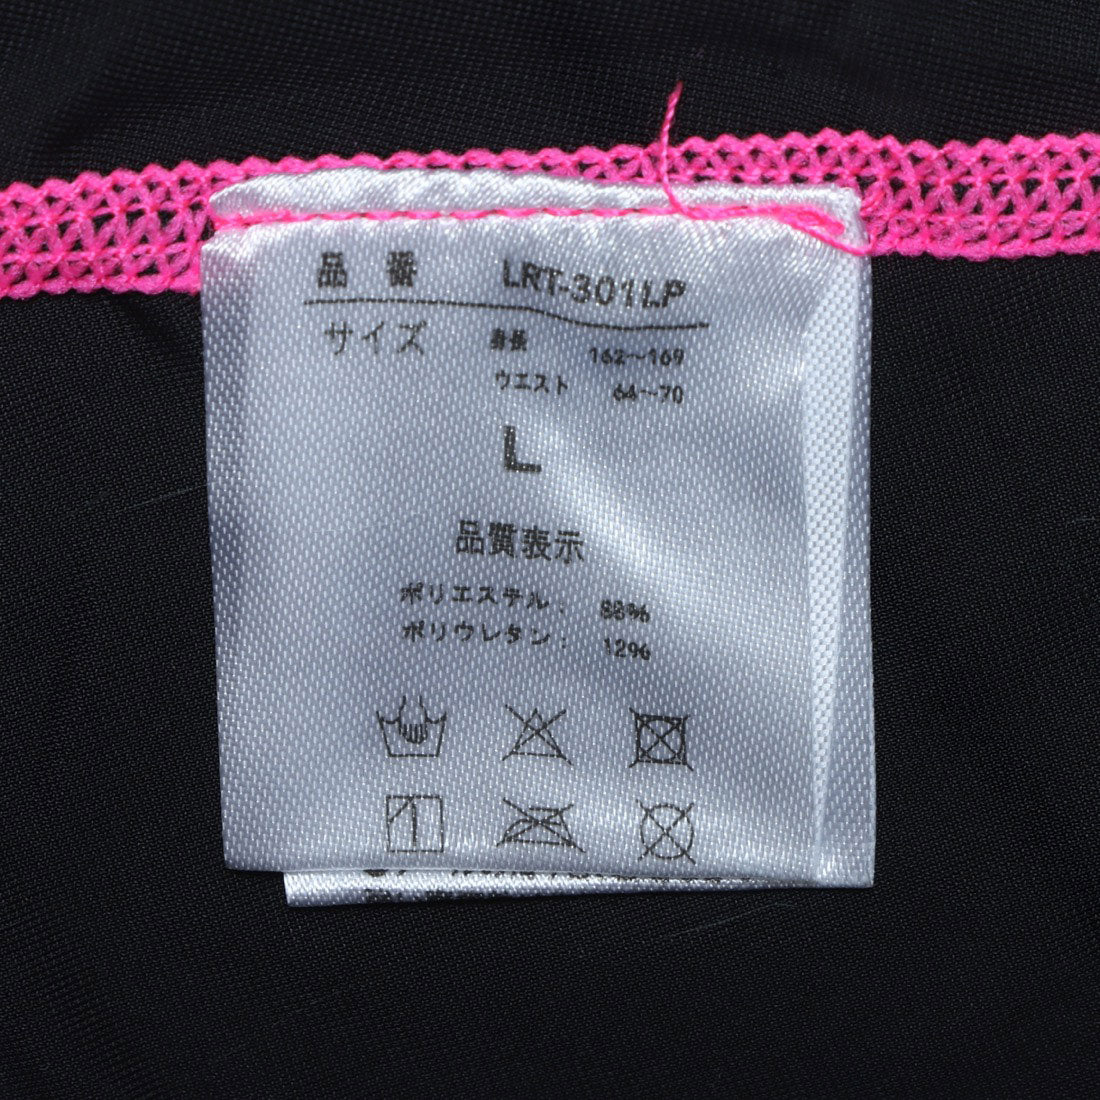 品番 LRT-301LP
サイズ 身長 162～169
ウエスト 64～70
L
品質表示
ポリエステル： 88%
ポリウレタン： 12%